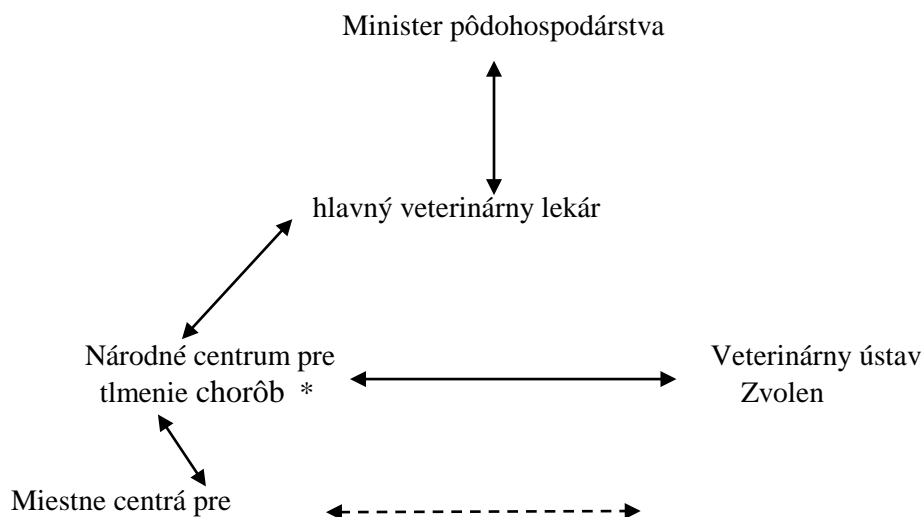 Minister pôdohospodárstva
hlavný veterinárny lekár
Národné centrum pre
tlmenie chorôb *
Veterinárny ústav
Zvolen
Miestne centrá pre